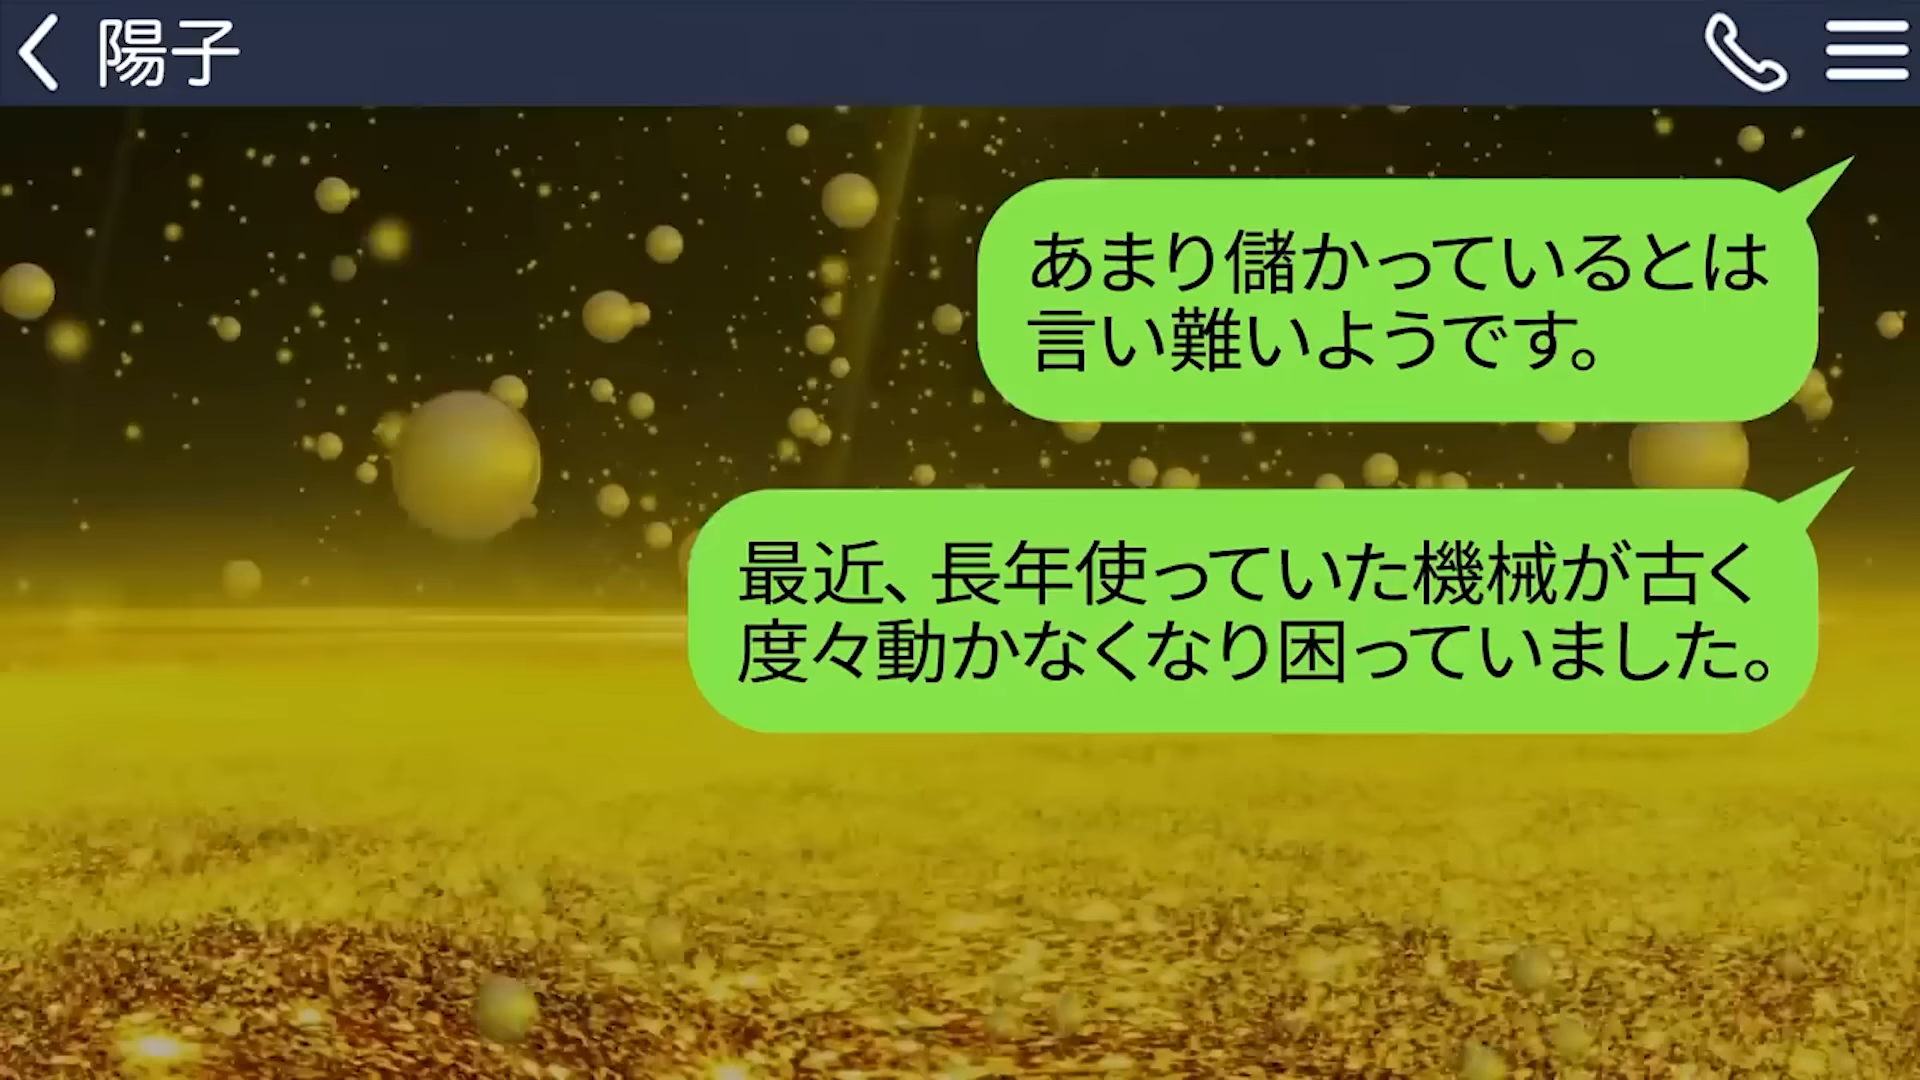 陽子
あまり儲かっているとは
言い難いようです。
最近、長年使っていた機械が古く
度々動かなくなり困っていました。